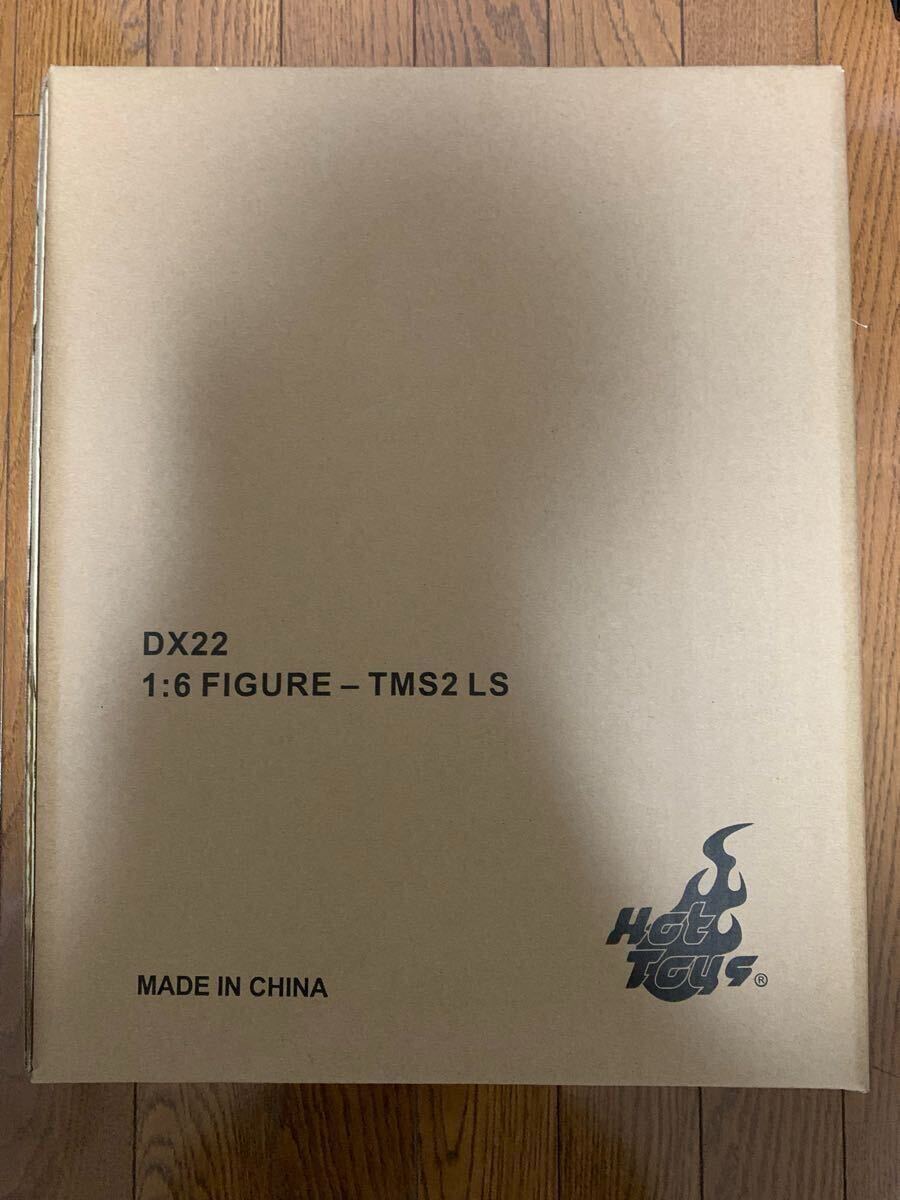 DX22
1:6 FIGURE – TMS2 LS
Hot
Toys®
MADE IN CHINA